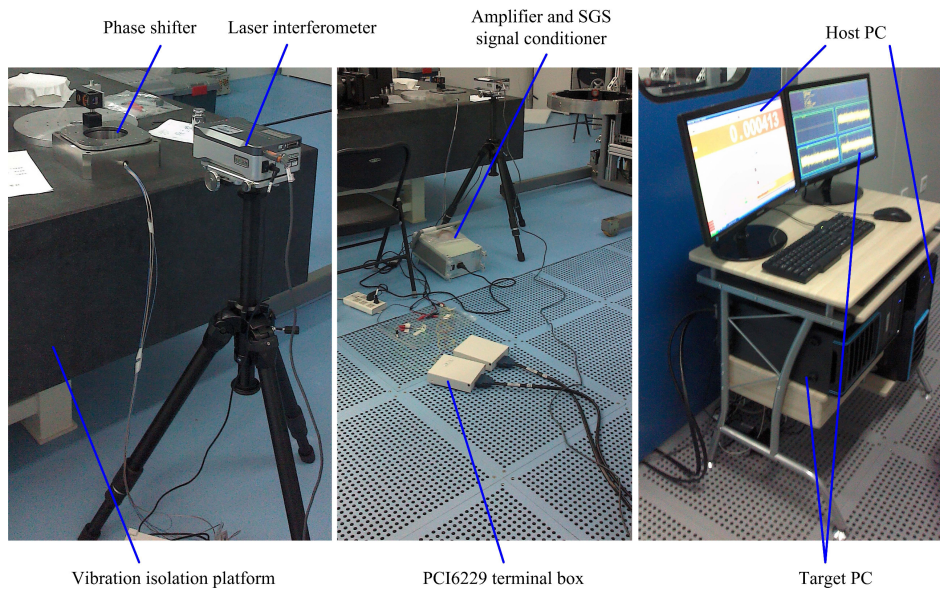 Phase shifter
Laser interferometer
Amplifier and SGS
signal conditioner
Host PC
0.000413
Vibration isolation platform
PCI6229 terminal box
Target PC